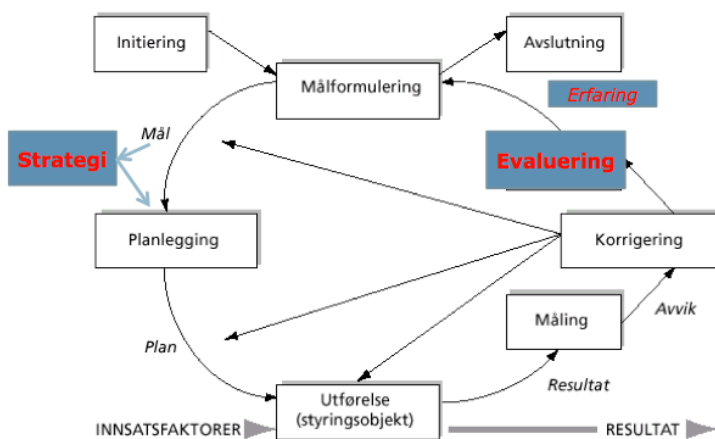 Initiering
Avslutning
Målformulering
Erfaring
Mål
Strategi
Evaluering
Planlegging
Korrigering
Måling
Avvik
Plan
Resultat
Utførelse
(styringsobjekt)
INNSATSFAKTORER
RESULTAT